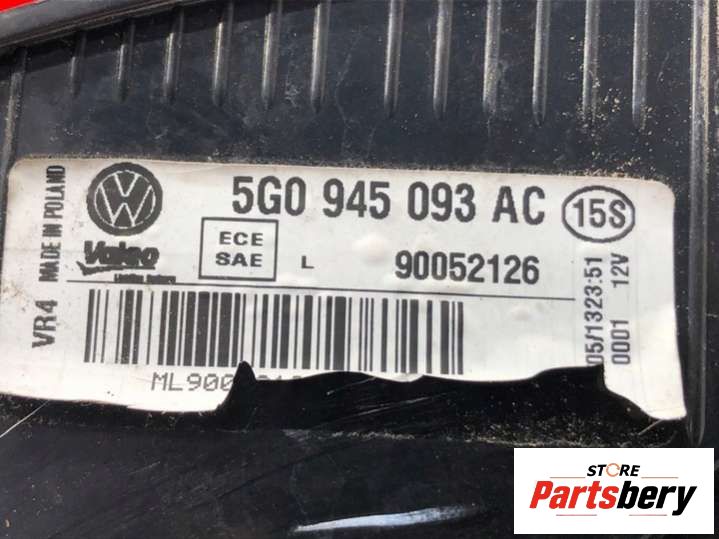 VW
5G0 945 093 AC
15S
MADE IN POLAND
VR4
Valeo
ECE
SAE
L
90052126
05/1323:51
0001 12V
STORE
Partsbery